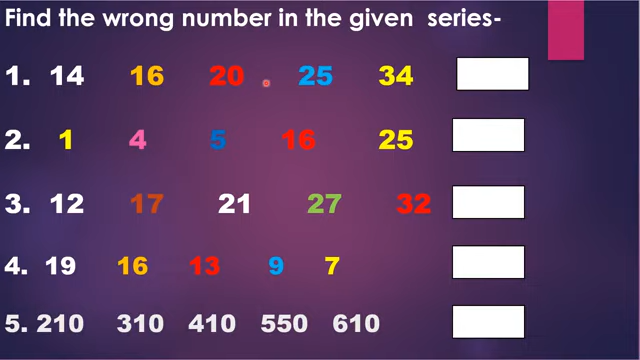 Find the wrong number in the given series-
1. 14 16 20 25 34
2. 1 4 5 16 25
3. 12 17 21 27 32
4. 19 16 13 9 7
5. 210 310 410 550 610